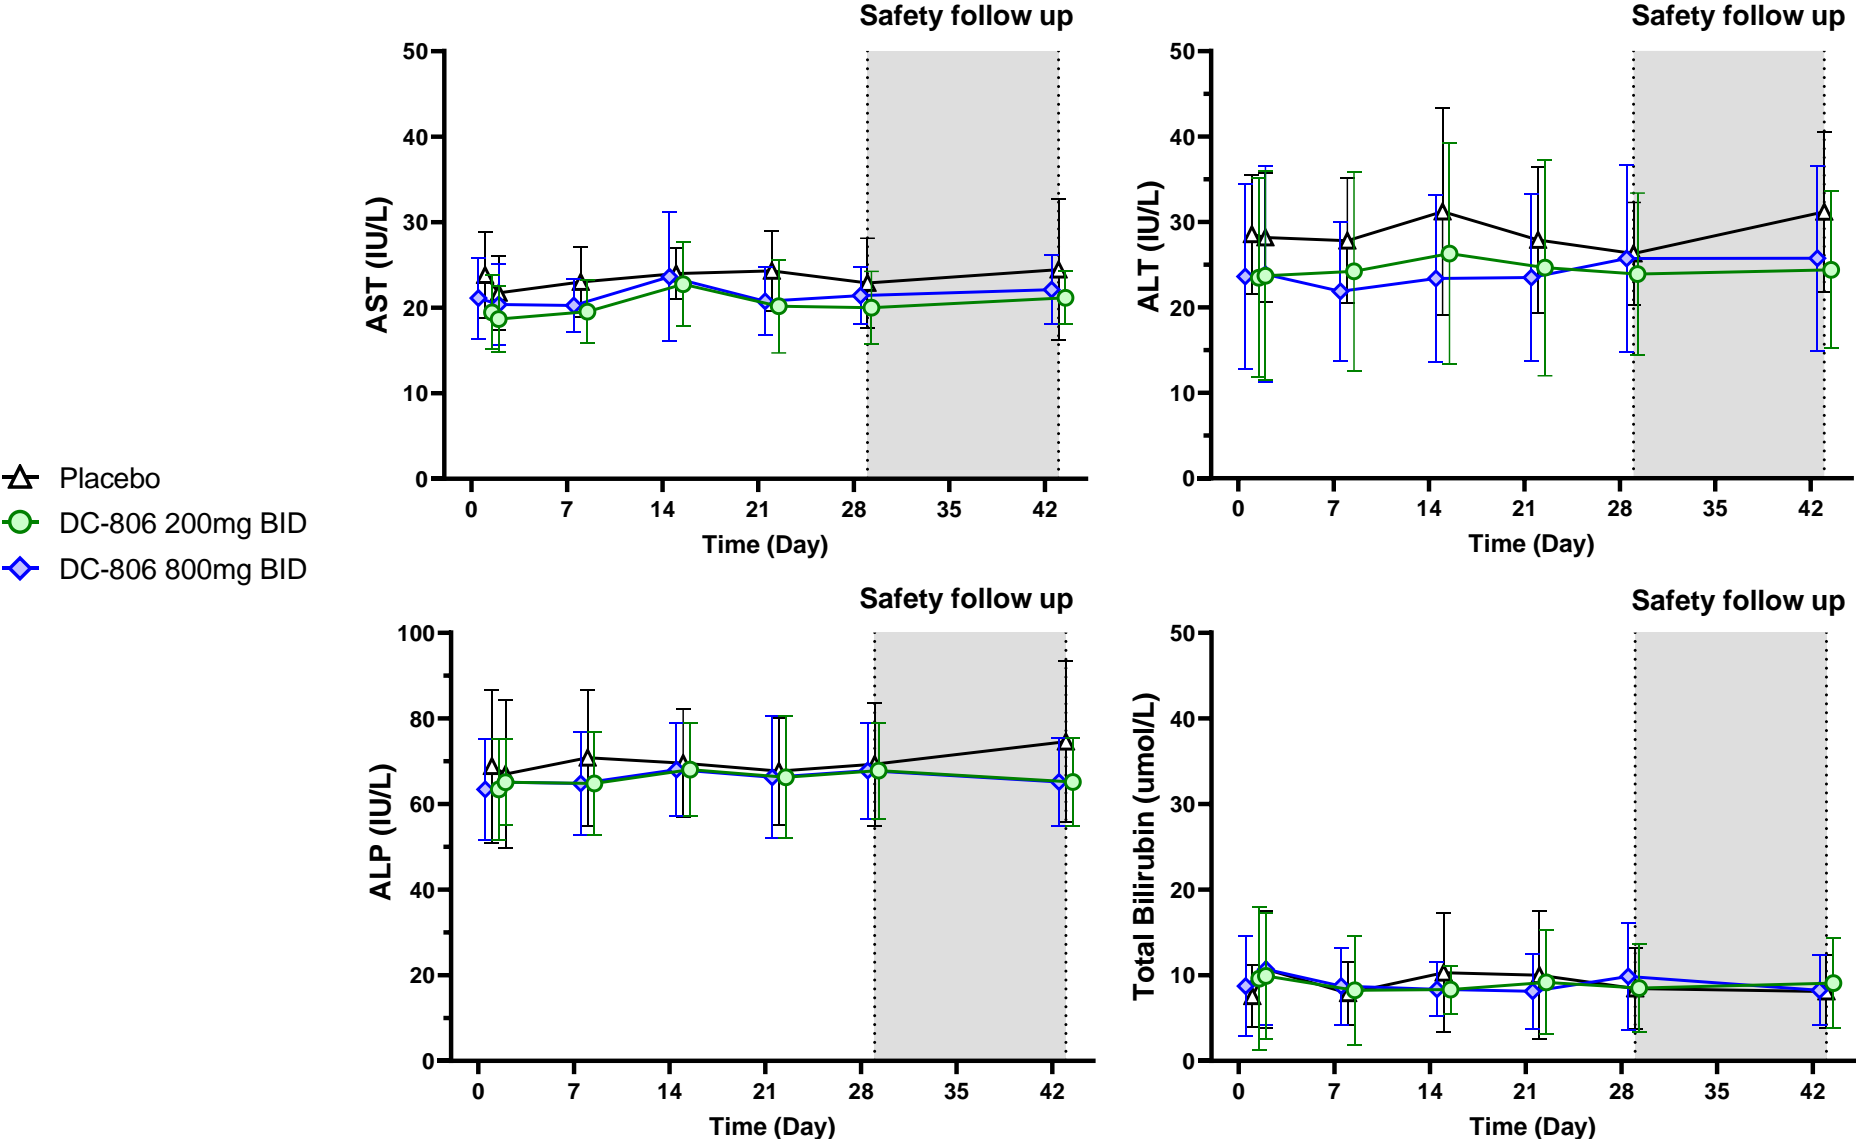 Safety follow up
50
40
30
20
10
0
AST (IU/L)
0 7 14 21 28 35 42
Time (Day)
Safety follow up
50
40
30
20
10
0
ALT (IU/L)
0 7 14 21 28 35 42
Time (Day)
Placebo
DC-806 200mg BID
DC-806 800mg BID
Safety follow up
100
80
60
40
20
0
ALP (IU/L)
0 7 14 21 28 35 42
Time (Day)
Safety follow up
50
40
30
20
10
0
Total Bilirubin (umol/L)
0 7 14 21 28 35 42
Time (Day)